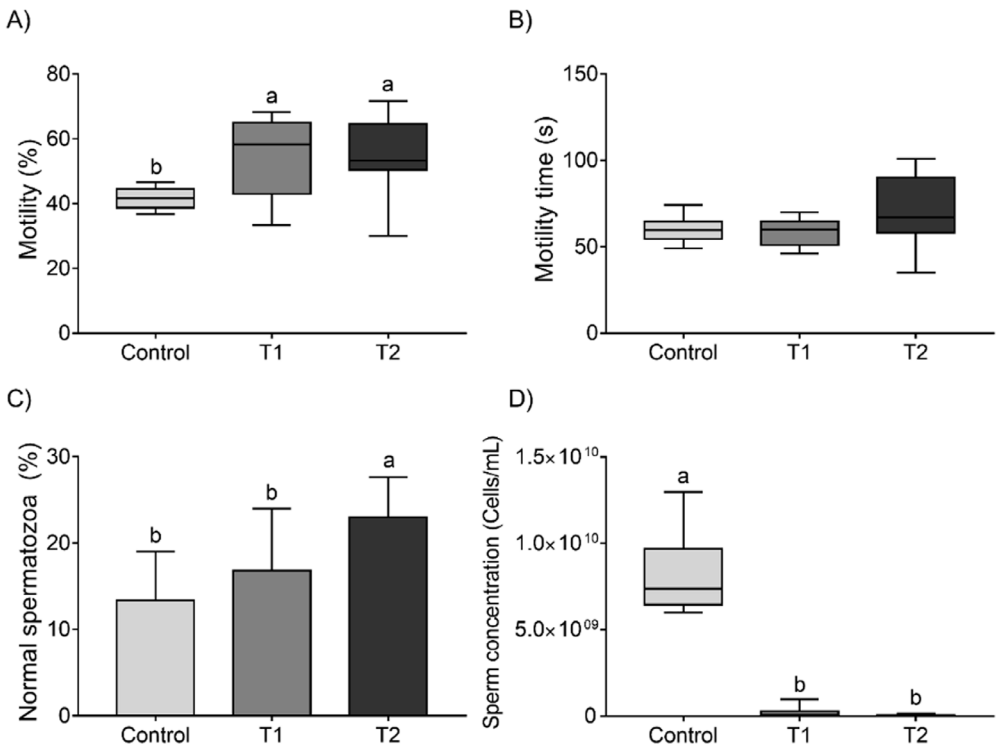 A)
Motility (%)
80
60
40
20
0
b
a
a
Control
T1
T2
B)
Motility time (s)
150
100
50
0
Control
T1
T2
C)
Normal spermatozoa (%)
30
20
10
0
b
b
a
Control
T1
T2
D)
Sperm concentration (Cells/mL)
1.5×10¹⁰
1.0×10¹⁰
5.0×10⁰⁹
0
a
b
b
Control
T1
T2